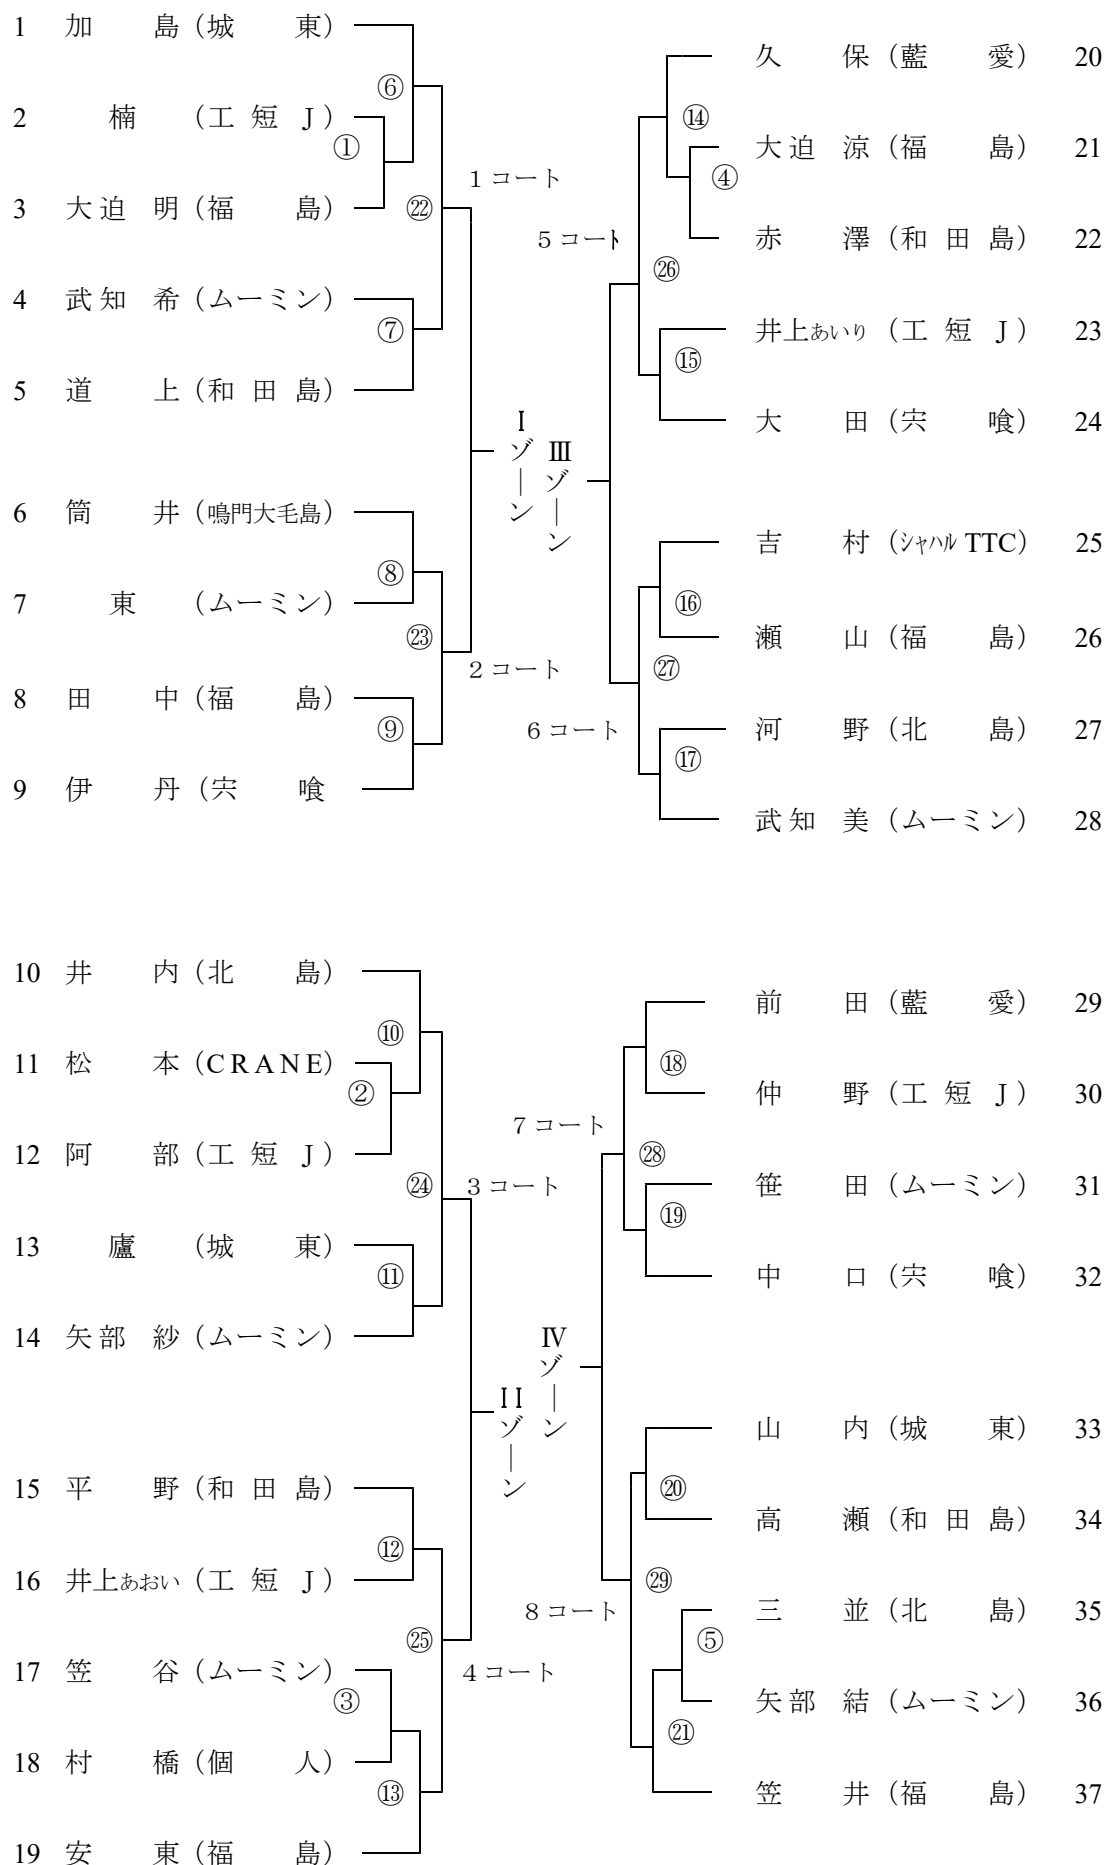 1 加島（城東）
⑥
2 楠（工短J）
①
3 大迫明（福島）
1コート
㉒
4 武知希（ムーミン）
⑦
5 道上（和田島）
Ⅰゾーン
6 筒井（鳴門大毛島）
⑧
7 東（ムーミン）
㉓
2コート
8 田中（福島）
⑨
9 伊丹（宍喰
久保（藍愛） 20
⑭
大迫涼（福島） 21
④
赤澤（和田島） 22
5コート
㉖
井上あいり（工短J） 23
⑮
大田（宍喰） 24
Ⅲゾーン
吉村（シャハルTTC） 25
⑯
瀬山（福島） 26
㉗
6コート
河野（北島） 27
⑰
武知美（ムーミン） 28
10 井内（北島）
⑩
11 松本（CRANE）
②
12 阿部（工短J）
㉔
3コート
13 廬（城東）
⑪
14 矢部紗（ムーミン）
IIゾーン
15 平野（和田島）
⑫
16 井上あおい（工短J）
㉕
4コート
17 笠谷（ムーミン）
③
18 村橋（個人）
⑬
19 安東（福島）
前田（藍愛） 29
⑱
仲野（工短J） 30
7コート
㉘
笹田（ムーミン） 31
⑲
中口（宍喰） 32
Ⅳゾーン
山内（城東） 33
⑳
高瀬（和田島） 34
㉙
8コート
三並（北島） 35
⑤
矢部結（ムーミン） 36
㉑
笠井（福島） 37